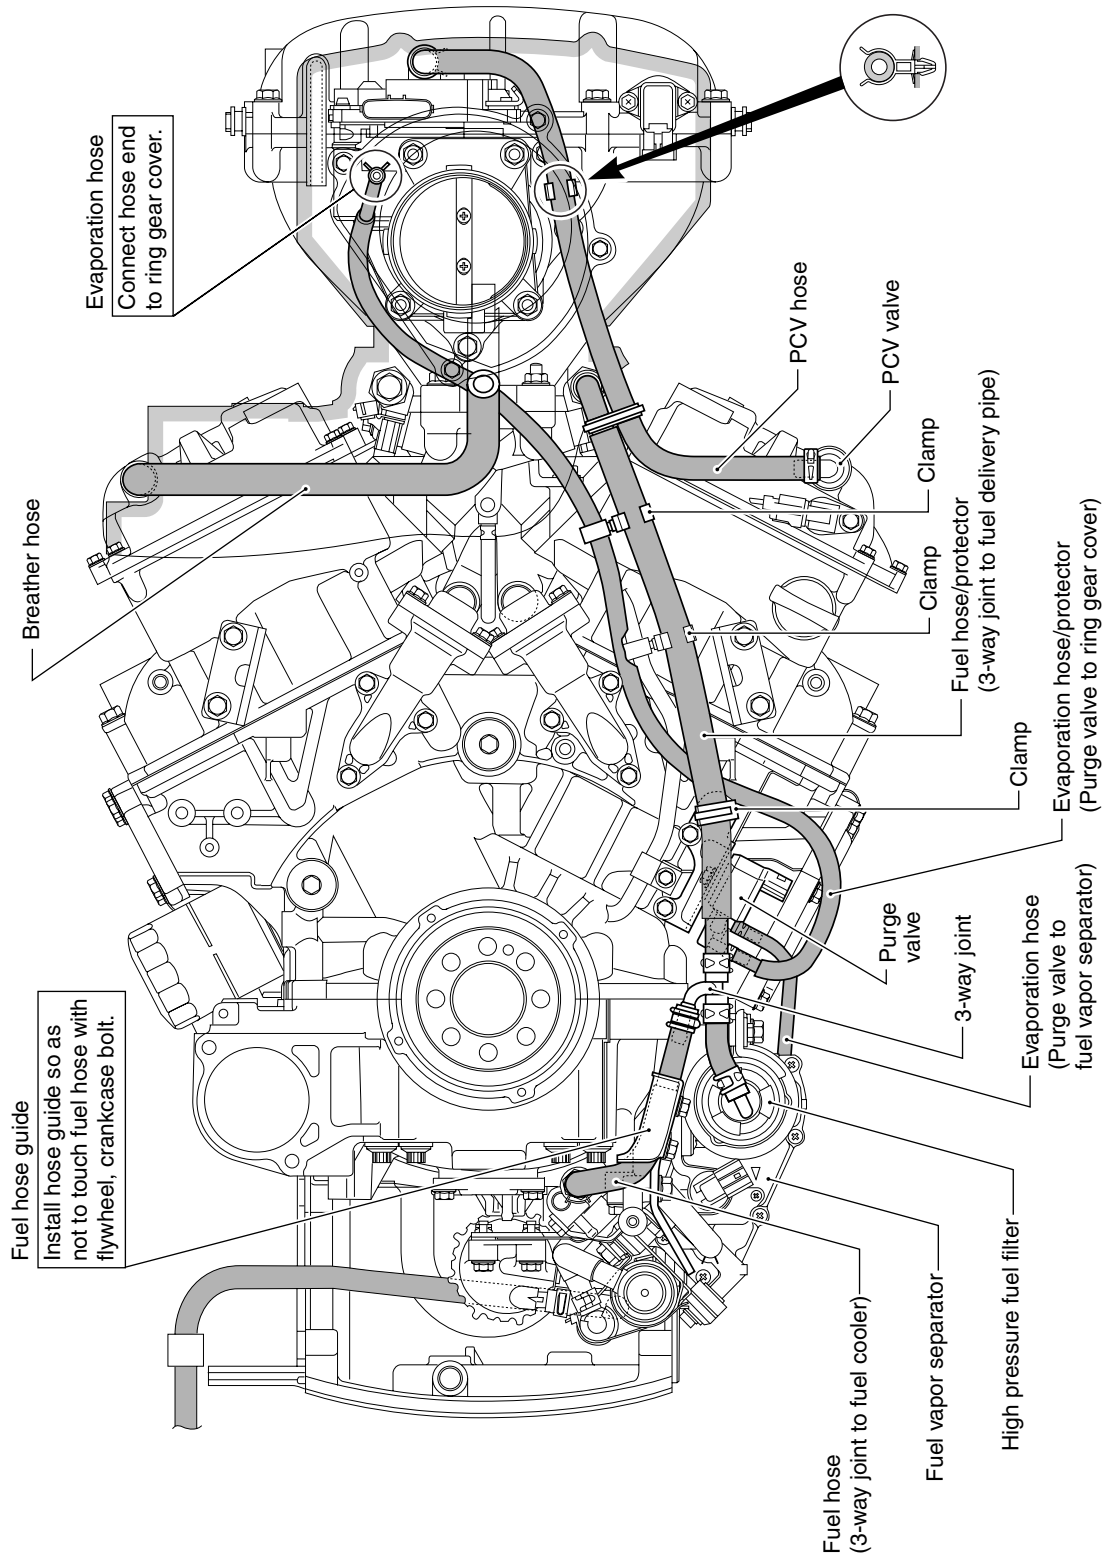 Fuel hose guide
Install hose guide so as
not to touch fuel hose with
flywheel, crankcase bolt.
Breather hose
Evaporation hose
Connect hose end
to ring gear cover.
Fuel hose
(3-way joint to fuel cooler)
Fuel vapor separator
High pressure fuel filter
Evaporation hose
(Purge valve to
fuel vapor separator)
3-way joint
Purge
valve
Evaporation hose/protector
(Purge valve to ring gear cover)
Clamp
Fuel hose/protector
(3-way joint to fuel delivery pipe)
Clamp
Clamp
PCV valve
PCV hose